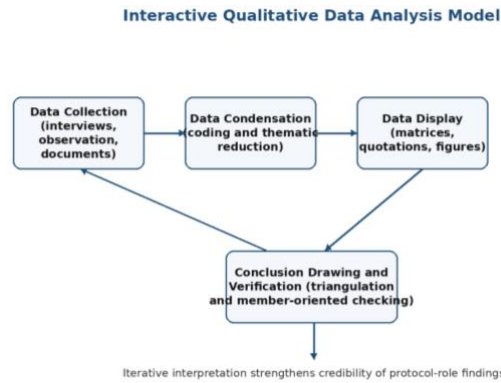 Interactive Qualitative Data Analysis Model
Data Collection
(interviews,
observation,
documents)
Data Condensation
(coding and thematic
reduction)
Data Display
(matrices,
quotations, figures)
Conclusion Drawing and
Verification (triangulation
and member-oriented checking)
Iterative interpretation strengthens credibility of protocol-role findings